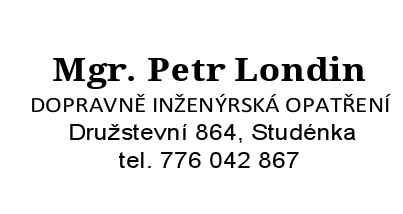 Mgr. Petr Londin
DOPRAVNĚ INŽENÝRSKÁ OPATŘENÍ
Družstevní 864, Studénka
tel. 776 042 867